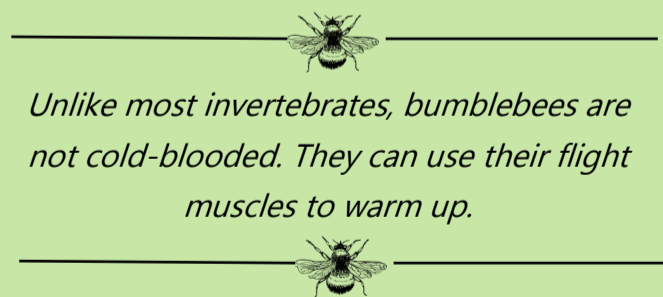 Unlike most invertebrates, bumblebees are
not cold-blooded. They can use their flight
muscles to warm up.